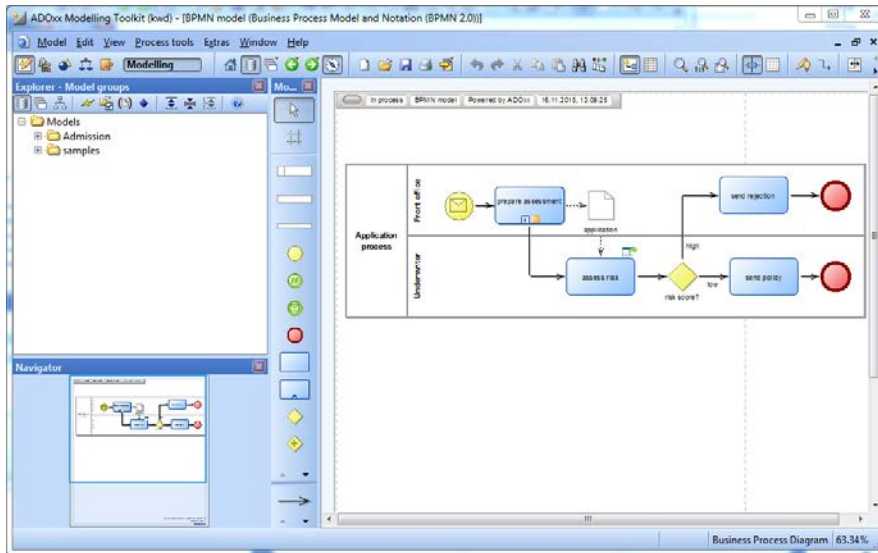 ADOxx Modelling Toolkit (kwd) - [BPMN model (Business Process Model and Notation (BPMN 2.0))]
Model Edit View Process tools Extras Window Help
Modelling
Explorer - Model groups
Mo...
Models
Admission
samples
In process BPMN model Powered by ADOxx 16.11.2015, 13:09:25
Application process
Front office
prepare assessment
application
send rejection
high
Underwriter
assess risk
risk score?
low
send policy
Navigator
Business Process Diagram 63.34%